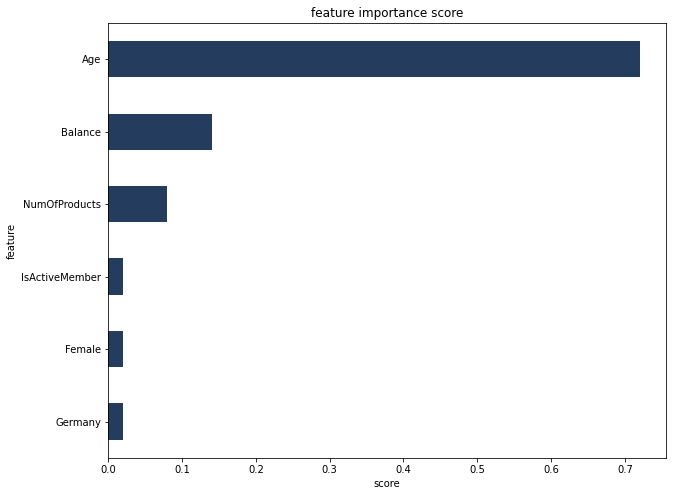 feature importance score
Age
Balance
NumOfProducts
IsActiveMember
Female
Germany
feature
0.0 0.1 0.2 0.3 0.4 0.5 0.6 0.7
score